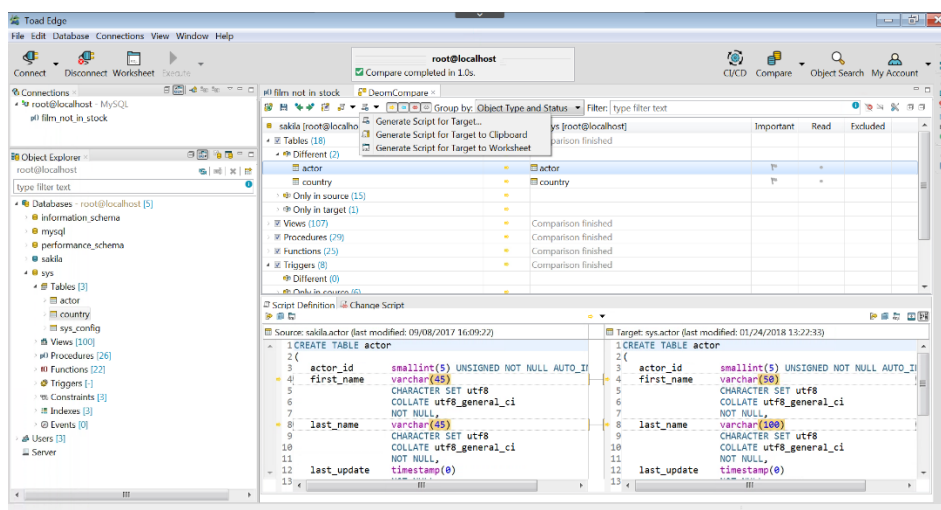 Toad Edge
File Edit Database Connections View Window Help
Connect Disconnect Worksheet Execute
root@localhost
Compare completed in 1.0s.
CI/CD Compare Object Search My Account
Connections
root@localhost - MySQL
film_not_in_stock
Object Explorer
root@localhost
type filter text
Databases - root@localhost [5]
information_schema
mysql
performance_schema
sakila
sys
Tables [3]
actor
country
sys_config
Views [100]
Procedures [26]
Functions [22]
Triggers [-]
Constraints [3]
Indexes [3]
Events [0]
Users [3]
Server
film_not_in_stock DeomCompare
Group by: Object Type and Status Filter: type filter text
Generate Script for Target...
Generate Script for Target to Clipboard
Generate Script for Target to Worksheet
sakila [root@localho sys [root@localhost] Important Read Excluded
Tables (18) parison finished
Different (2)
actor actor
country country
Only in source (15)
Only in target (1)
Views (107) Comparison finished
Procedures (29) Comparison finished
Functions (25) Comparison finished
Triggers (8) Comparison finished
Different (0)
Only in source (6)
Script Definition Change Script
Source: sakila.actor (last modified: 09/08/2017 16:09:22)
1 CREATE TABLE actor
2 (
3 actor_id smallint(5) UNSIGNED NOT NULL AUTO_I
4 first_name varchar(45)
5 CHARACTER SET utf8
6 COLLATE utf8_general_ci
7 NOT NULL,
8 last_name varchar(45)
9 CHARACTER SET utf8
10 COLLATE utf8_general_ci
11 NOT NULL,
12 last_update timestamp(0)
13
Target: sys.actor (last modified: 01/24/2018 13:22:33)
1 CREATE TABLE actor
2 (
3 actor_id smallint(5) UNSIGNED NOT NULL AUTO_I
4 first_name varchar(50)
5 CHARACTER SET utf8
6 COLLATE utf8_general_ci
7 NOT NULL,
8 last_name varchar(100)
9 CHARACTER SET utf8
10 COLLATE utf8_general_ci
11 NOT NULL,
12 last_update timestamp(0)
13